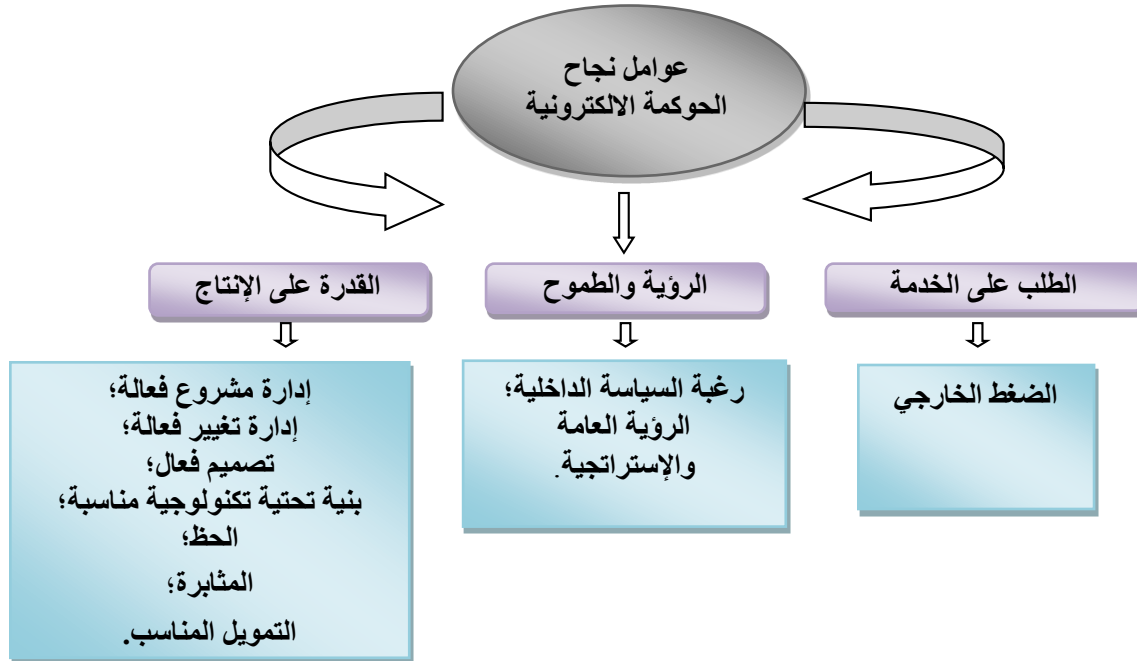 عوامل نجاح
الحوكمة الالكترونية
الطلب على الخدمة
الرؤية والطموح
القدرة على الإنتاج
الضغط الخارجي
رغبة السياسة الداخلية؛
الرؤية العامة
والإستراتجية.
إدارة مشروع فعالة؛
إدارة تغيير فعالة؛
تصميم فعال؛
بنية تحتية تكنولوجية مناسبة؛
الحظ؛
المثابرة؛
التمويل المناسب.